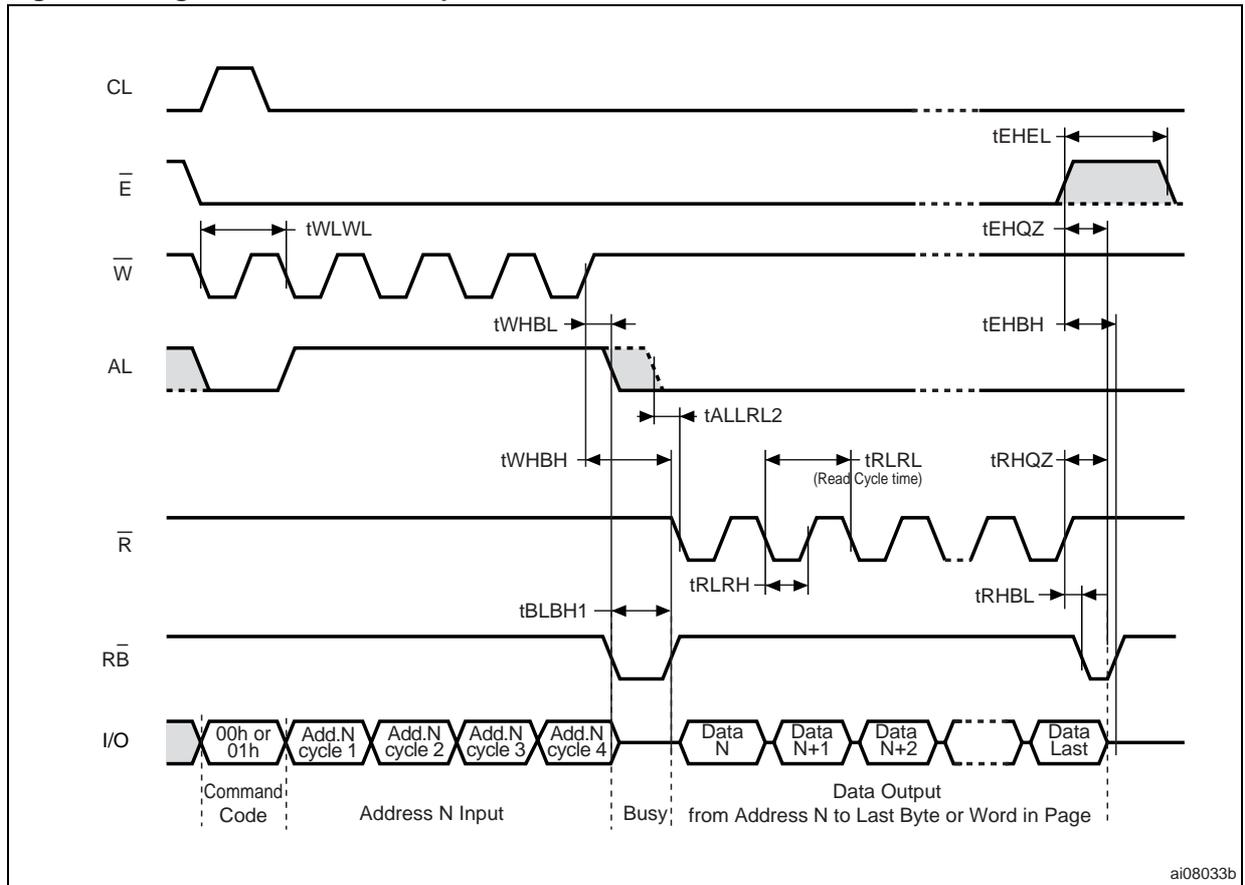 CL
tEHEL
E
tWLWL
tEHQZ
W
tWHBL
tEHBH
AL
tALLRL2
tWHBH
tRLRL
tRHQZ
(Read Cycle time)
R
tRLRH
tRHBL
tBLBH1
RB
I/O
00h or
01h
Add.N
cycle 1
Add.N
cycle 2
Add.N
cycle 3
Add.N
cycle 4
Data
N
Data
N+1
Data
N+2
Data
Last
Command
Code
Address N Input
Busy
Data Output
from Address N to Last Byte or Word in Page
ai08033b